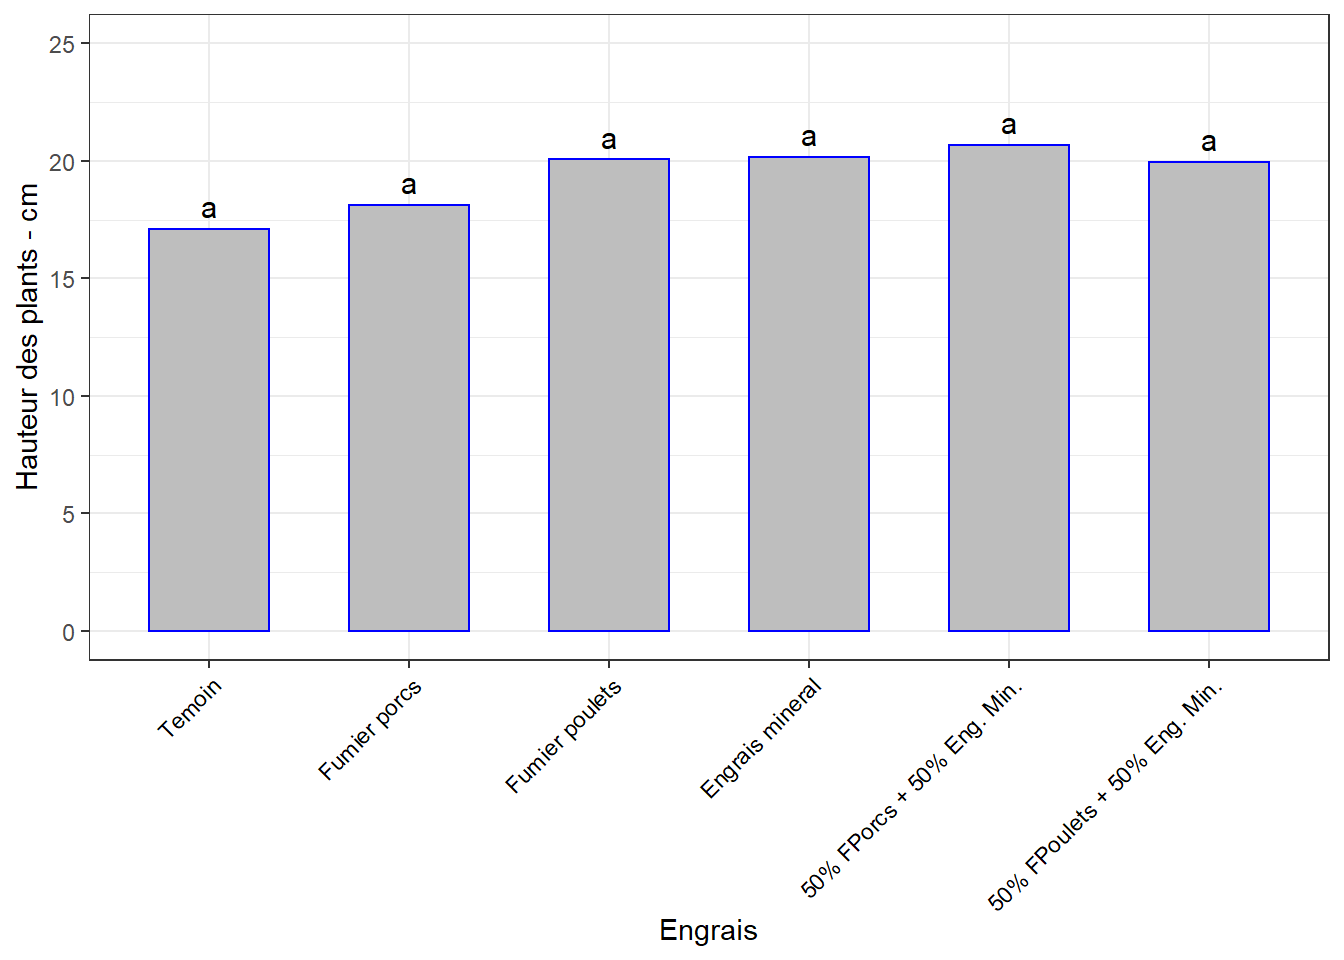 25
20
15
10
5
0
Hauteur des plants - cm
a
a
a
a
a
a
Temoin
Fumier porcs
Fumier poulets
Engrais mineral
50% FPorcs + 50% Eng. Min.
50% FPoulets + 50% Eng. Min.
Engrais